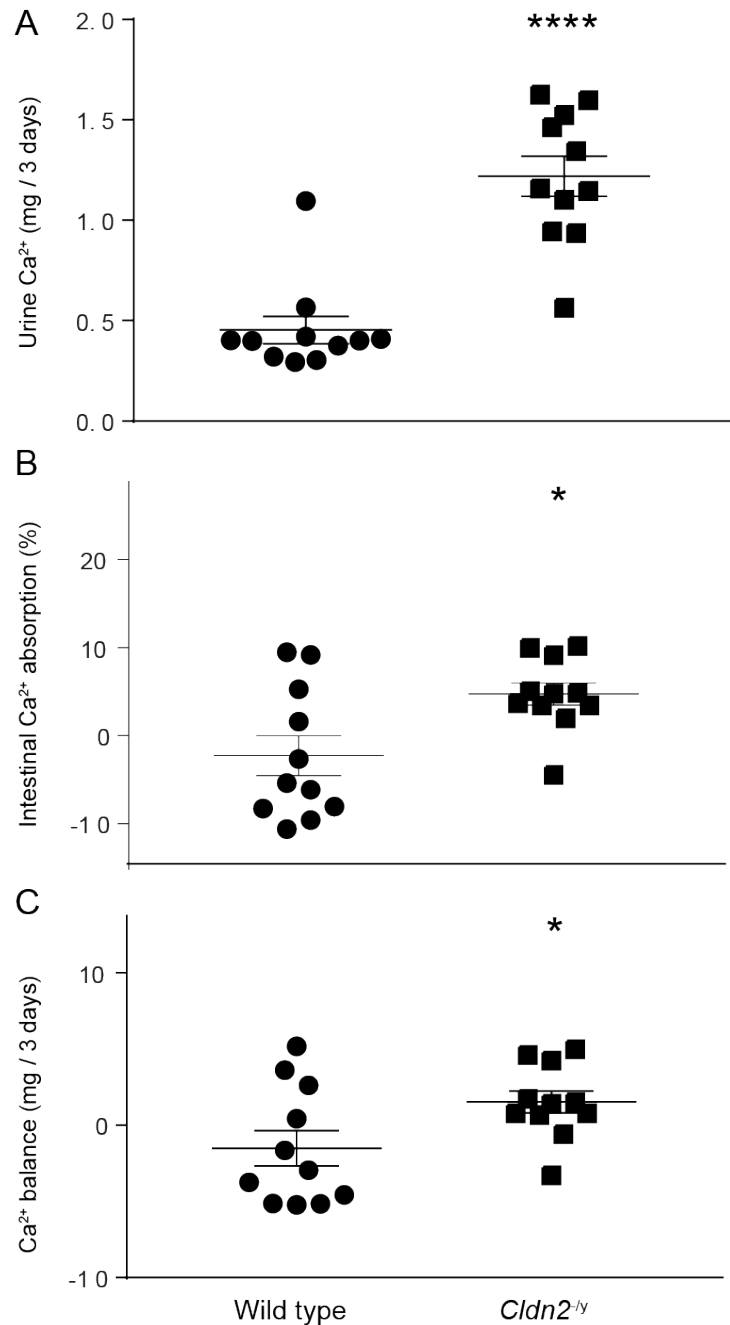 A
Urine Ca²⁺ (mg / 3 days)
2.0
1.5
1.0
0.5
0.0
****
B
Intestinal Ca²⁺ absorption (%)
20
10
0
-10
*
C
Ca²⁺ balance (mg / 3 days)
10
0
-10
*
Wild type
Cldn2⁻/ʸ